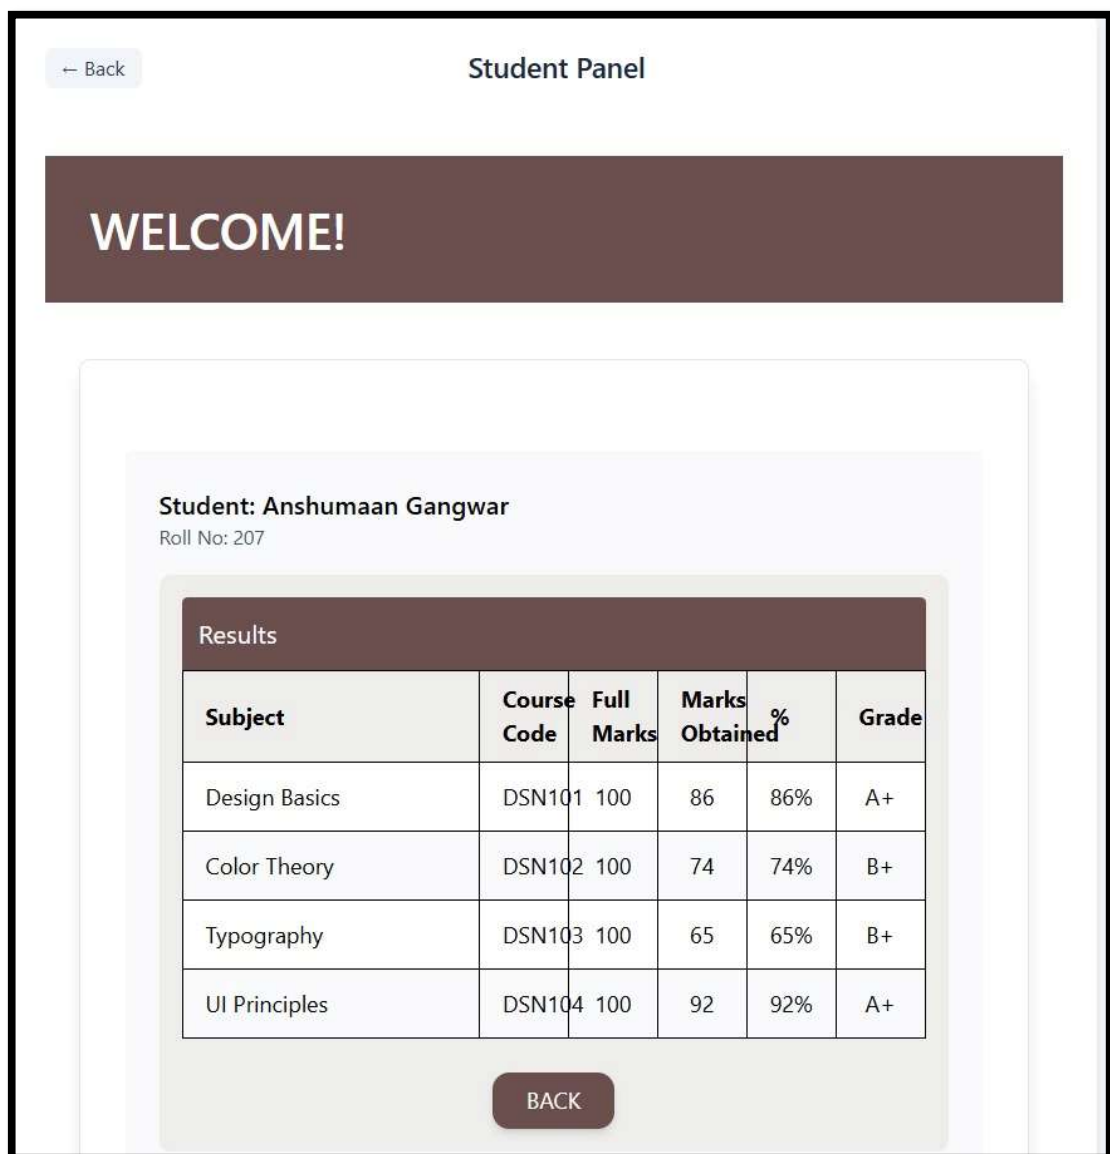 ← Back
Student Panel
WELCOME!
Student: Anshumaan Gangwar
Roll No: 207
Results
Subject Course Code Full Marks Marks Obtained % Grade
Design Basics DSN101 100 86 86% A+
Color Theory DSN102 100 74 74% B+
Typography DSN103 100 65 65% B+
UI Principles DSN104 100 92 92% A+
BACK